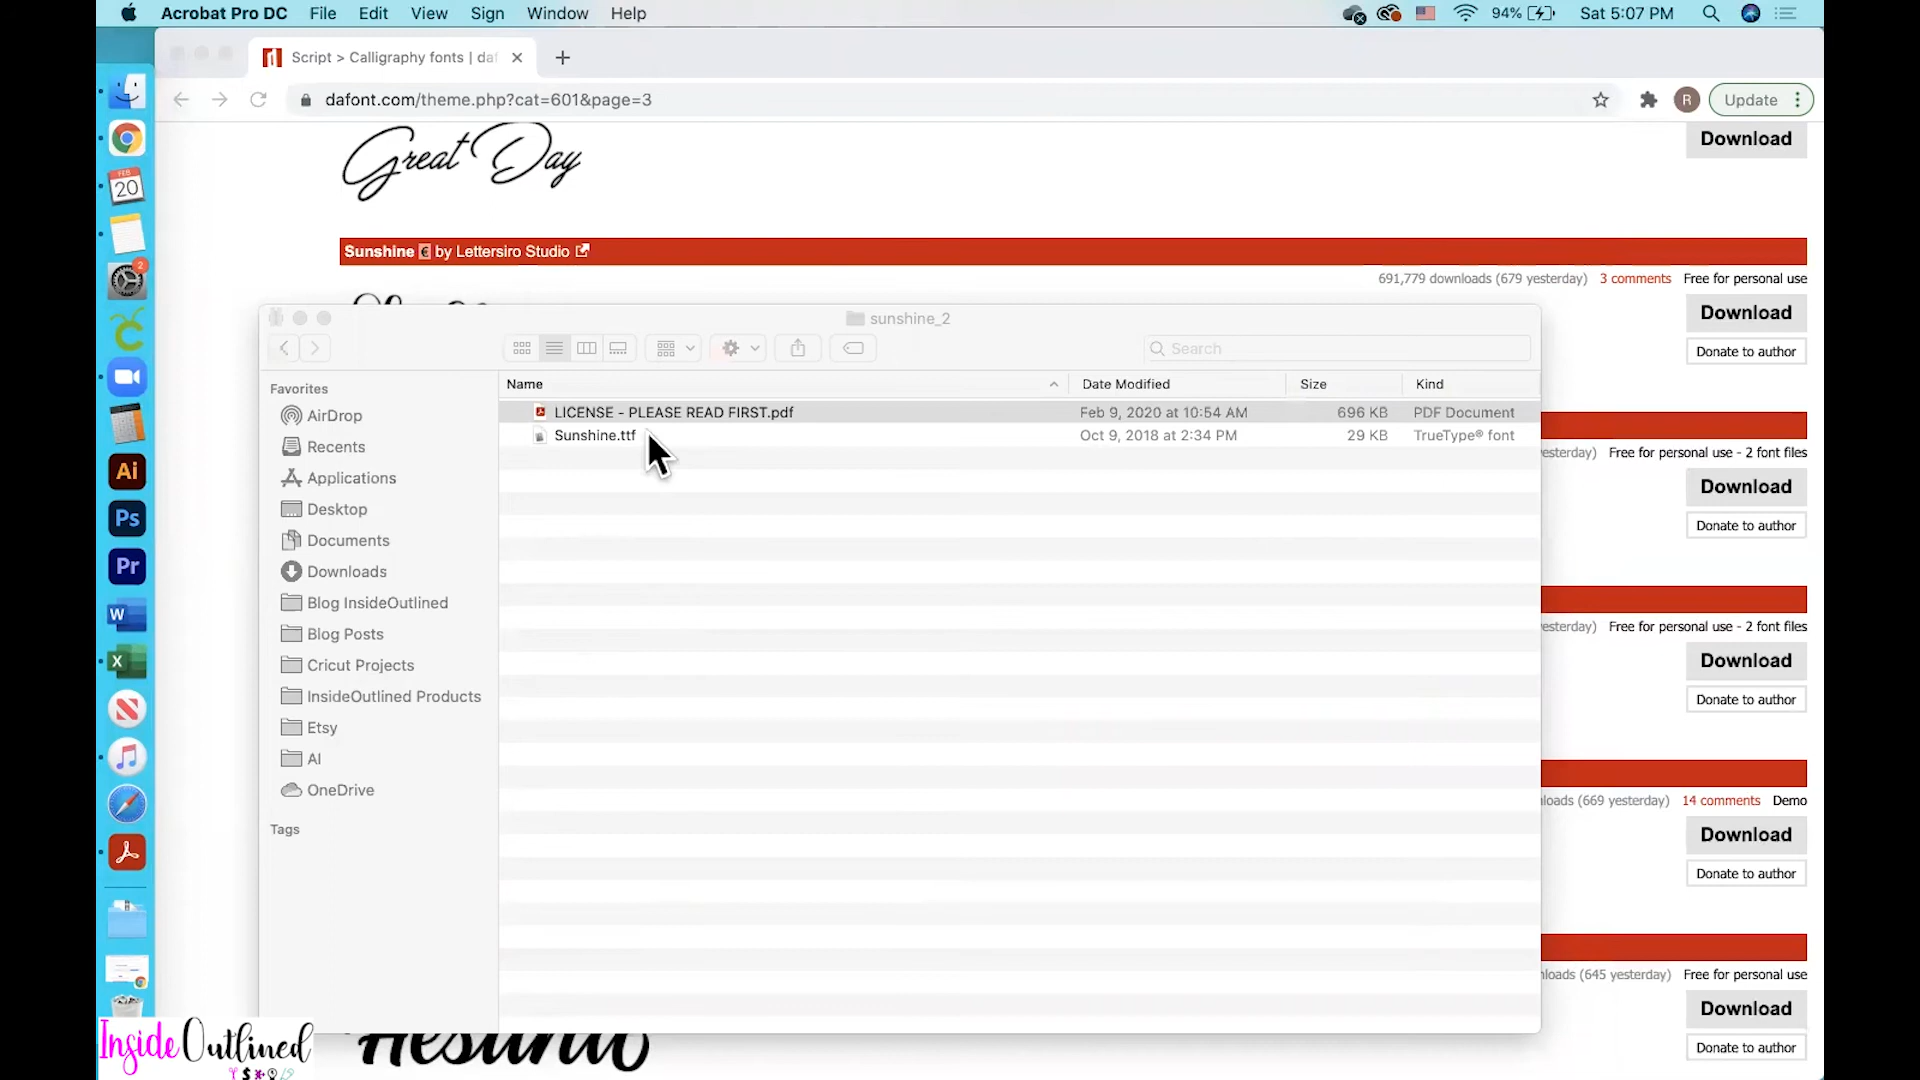 Acrobat Pro DC File Edit View Sign Window Help 94% Sat 5:07 PM
Script > Calligraphy fonts | daf
dafont.com/theme.php?cat=601&page=3 R Update
Great Day
Download
Sunshine € by Lettersiro Studio
691,779 downloads (679 yesterday) 3 comments Free for personal use
Download
Donate to author
sunshine_2
Search
Favorites
AirDrop
Recents
Applications
Desktop
Documents
Downloads
Blog InsideOutlined
Blog Posts
Cricut Projects
InsideOutlined Products
Etsy
AI
OneDrive
Tags
Name Date Modified Size Kind
LICENSE - PLEASE READ FIRST.pdf Feb 9, 2020 at 10:54 AM 696 KB PDF Document
Sunshine.ttf Oct 9, 2018 at 2:34 PM 29 KB TrueType® font
esterday) Free for personal use - 2 font files
Download
Donate to author
esterday) Free for personal use - 2 font files
Download
Donate to author
loads (669 yesterday) 14 comments Demo
Download
Donate to author
loads (645 yesterday) Free for personal use
Download
Donate to author
FEB
20
2
Ai
Ps
Pr
W
X
InsideOutlined